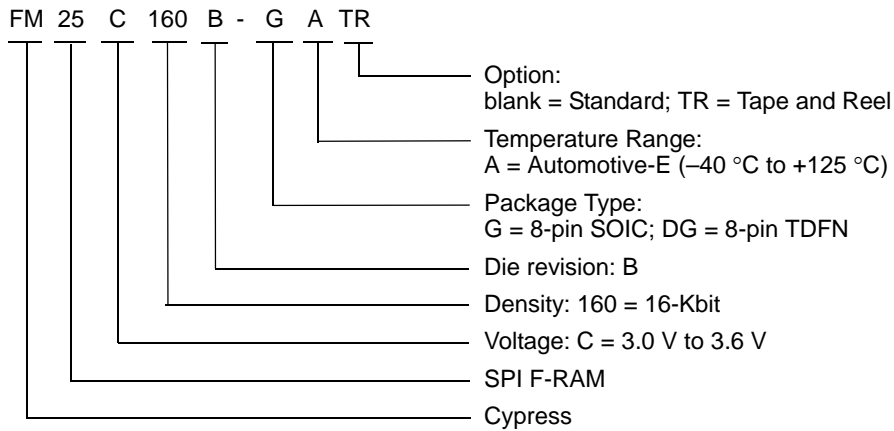 FM 25 C 160 B - G A TR
Option:
blank = Standard; TR = Tape and Reel
Temperature Range:
A = Automotive-E (–40 °C to +125 °C)
Package Type:
G = 8-pin SOIC; DG = 8-pin TDFN
Die revision: B
Density: 160 = 16-Kbit
Voltage: C = 3.0 V to 3.6 V
SPI F-RAM
Cypress